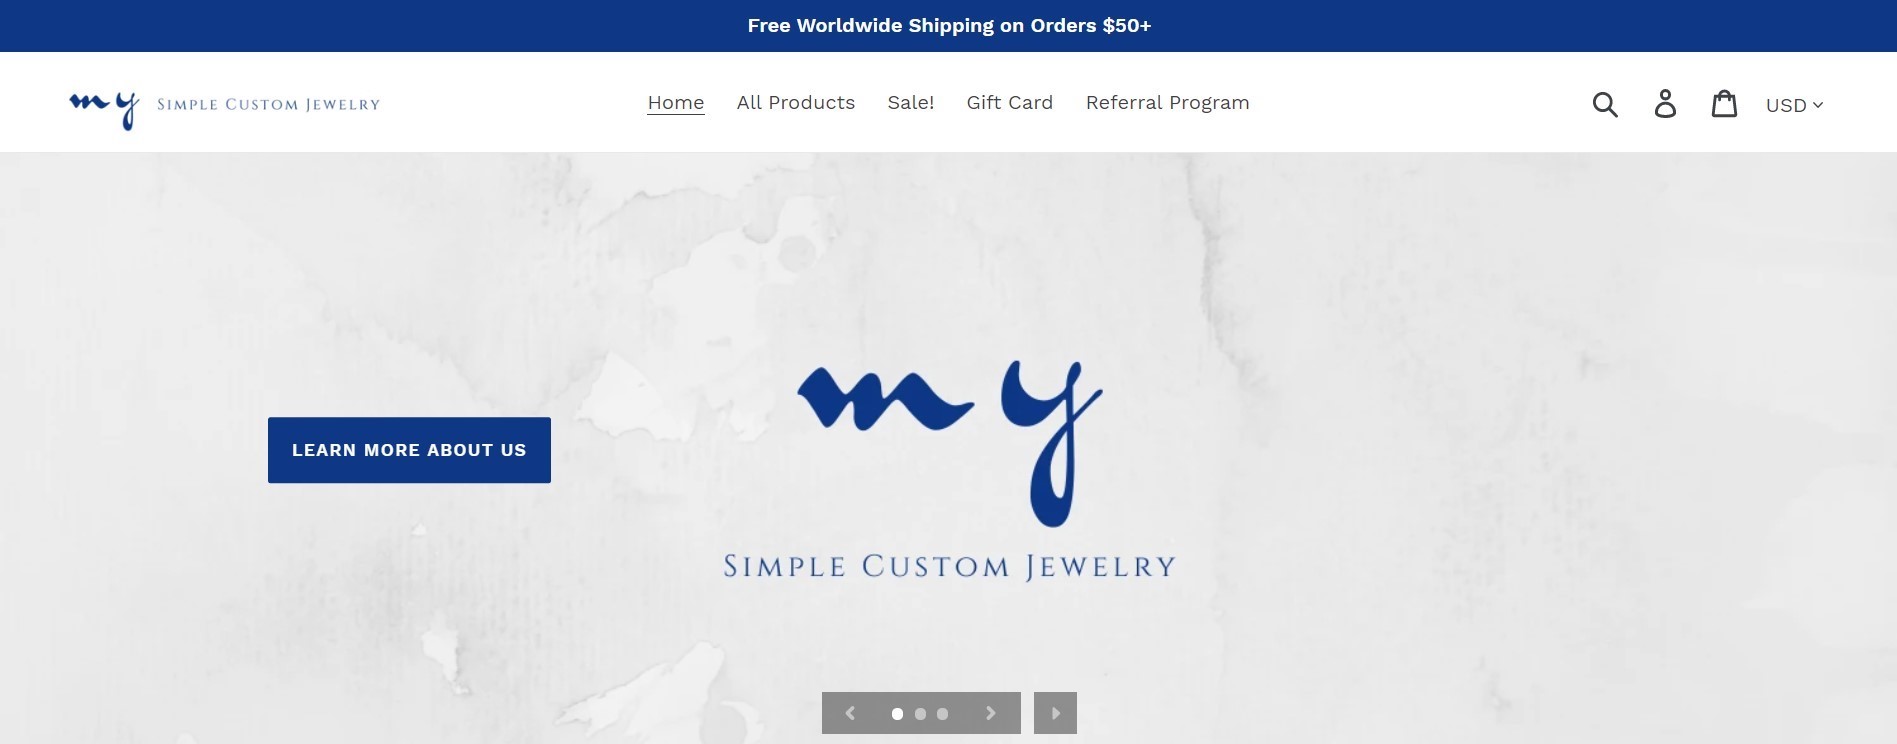 Free Worldwide Shipping on Orders $50+
my Simple Custom Jewelry
Home All Products Sale! Gift Card Referral Program
USD
LEARN MORE ABOUT US
my
Simple Custom Jewelry